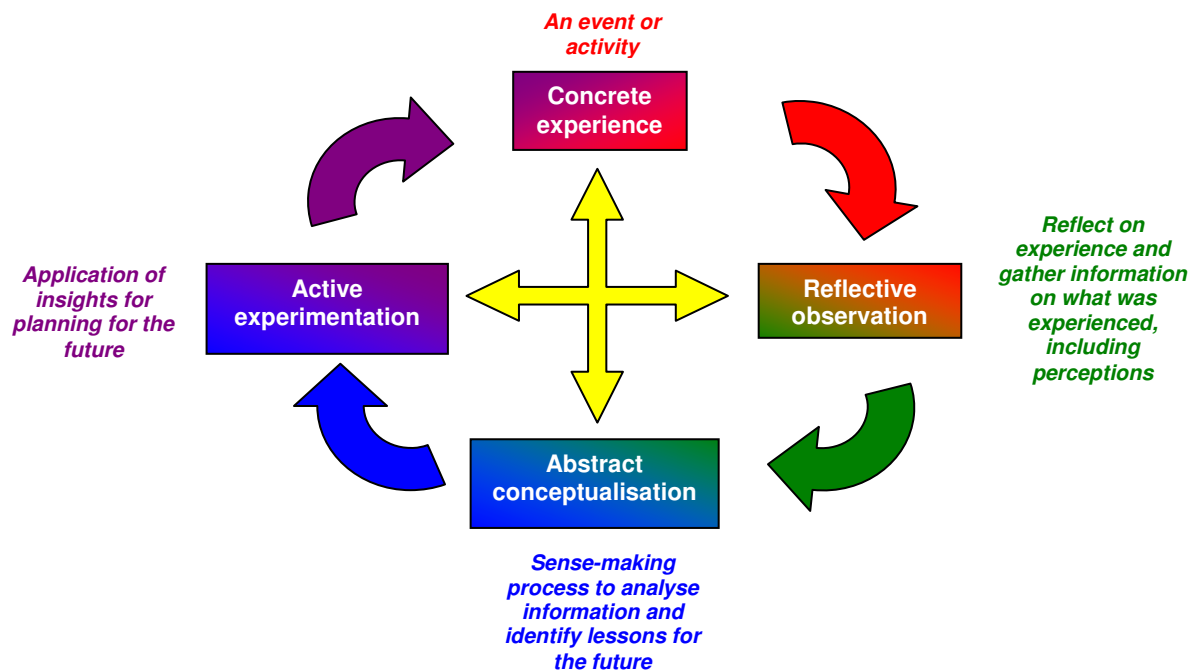 An event or
activity
Concrete
experience
Reflect on
experience and
gather information
on what was
experienced,
including
perceptions
Reflective
observation
Application of
insights for
planning for the
future
Active
experimentation
Abstract
conceptualisation
Sense-making
process to analyse
information and
identify lessons for
the future